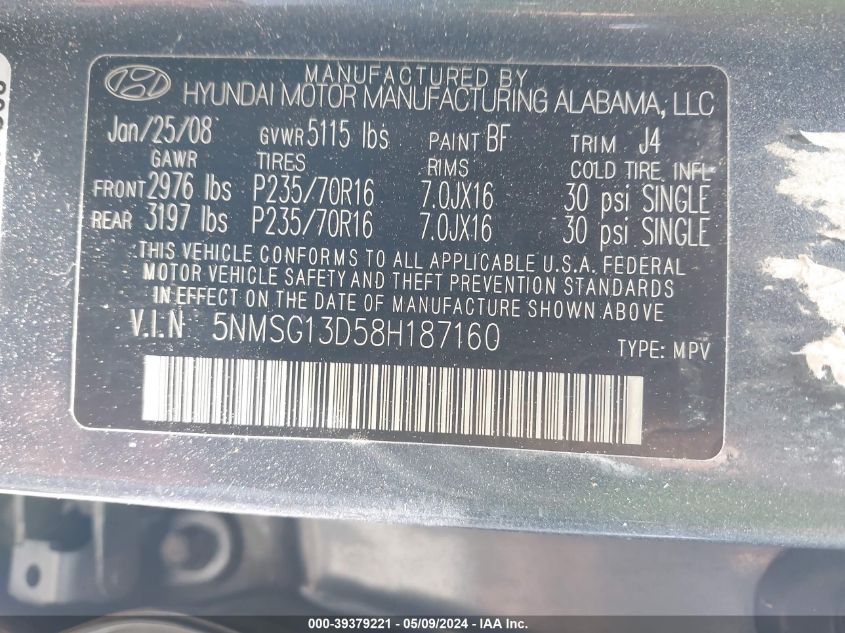 MANUFACTURED BY
HYUNDAI MOTOR MANUFACTURING ALABAMA, LLC
Jan/25/08 GVWR 5115 lbs PAINT BF TRIM J4
GAWR TIRES RIMS COLD TIRE. INFL
FRONT 2976 lbs P235/70R16 7.0JX16 30 psi SINGLE
REAR 3197 lbs P235/70R16 7.0JX16 30 psi SINGLE
THIS VEHICLE CONFORMS TO ALL APPLICABLE U.S.A. FEDERAL
MOTOR VEHICLE SAFETY AND THEFT PREVENTION STANDARDS
IN EFFECT ON THE DATE OF MANUFACTURE SHOWN ABOVE
V.I.N 5NMSG13D58H187160
TYPE: MPV
000-39379221 - 05/09/2024 - IAA Inc.